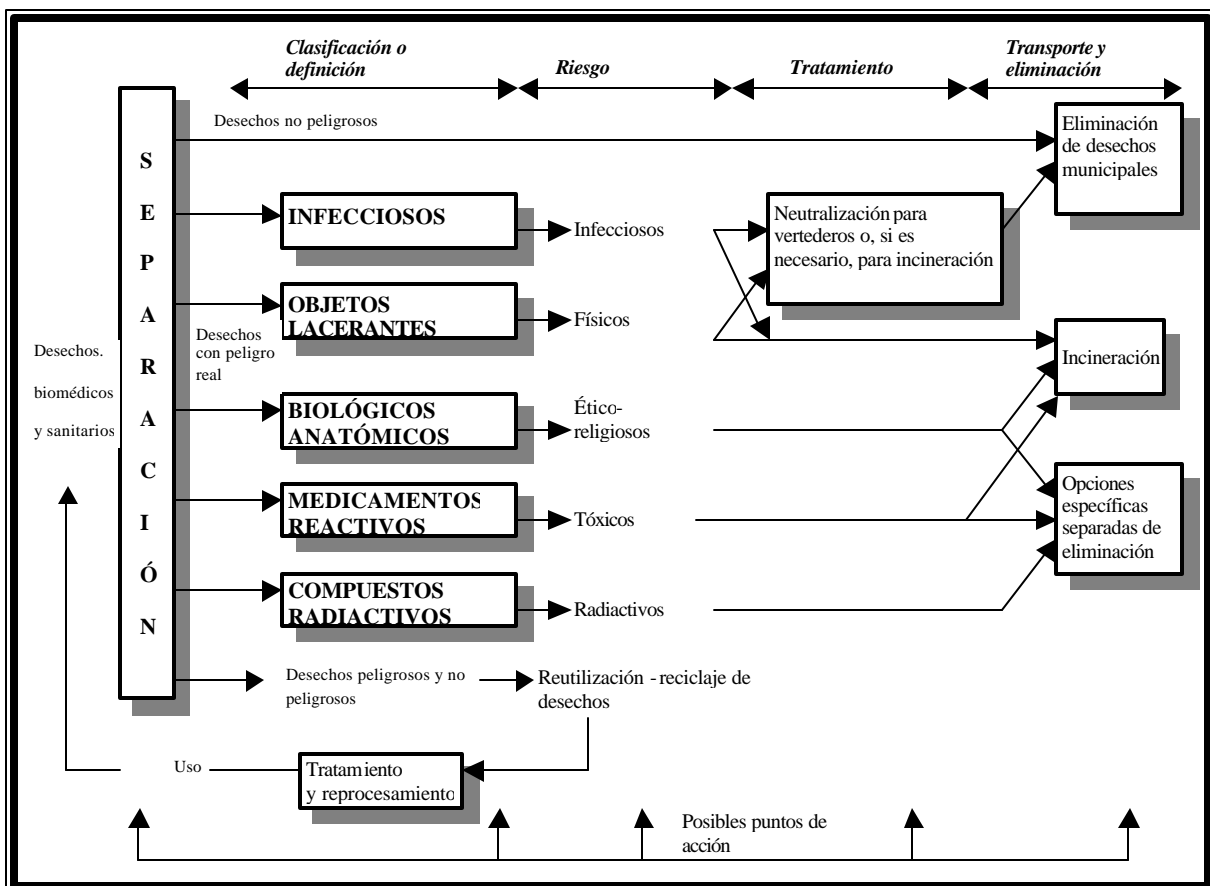 Clasificación o
definición
Riesgo
Tratamiento
Transporte y
eliminación
Desechos no peligrosos
Eliminación
de desechos
municipales
S
E
P
A
R
A
C
I
Ó
N
INFECCIOSOS
Infecciosos
Neutralización para
vertederos o, si es
necesario, para incineración
OBJETOS
LACERANTES
Físicos
Desechos
con peligro
real
Desechos.
biomédicos
y sanitarios
Incineración
BIOLÓGICOS
ANATÓMICOS
Ético-
religiosos
MEDICAMENTOS
REACTIVOS
Tóxicos
Opciones
específicas
separadas de
eliminación
COMPUESTOS
RADIACTIVOS
Radiactivos
Desechos peligrosos y no
peligrosos
Reutilización - reciclaje de
desechos
Uso
Tratamiento
y reprocesamiento
Posibles puntos de
acción